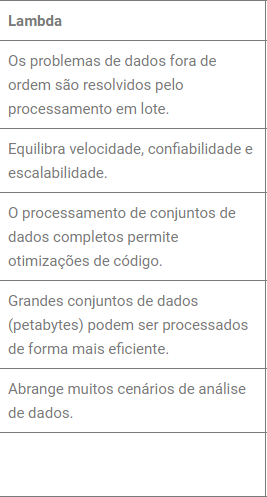 Lambda
Os problemas de dados fora de
ordem são resolvidos pelo
processamento em lote.
Equilibra velocidade, confiabilidade e
escalabilidade.
O processamento de conjuntos de
dados completos permite
otimizações de código.
Grandes conjuntos de dados
(petabytes) podem ser processados
de forma mais eficiente.
Abrange muitos cenários de análise
de dados.